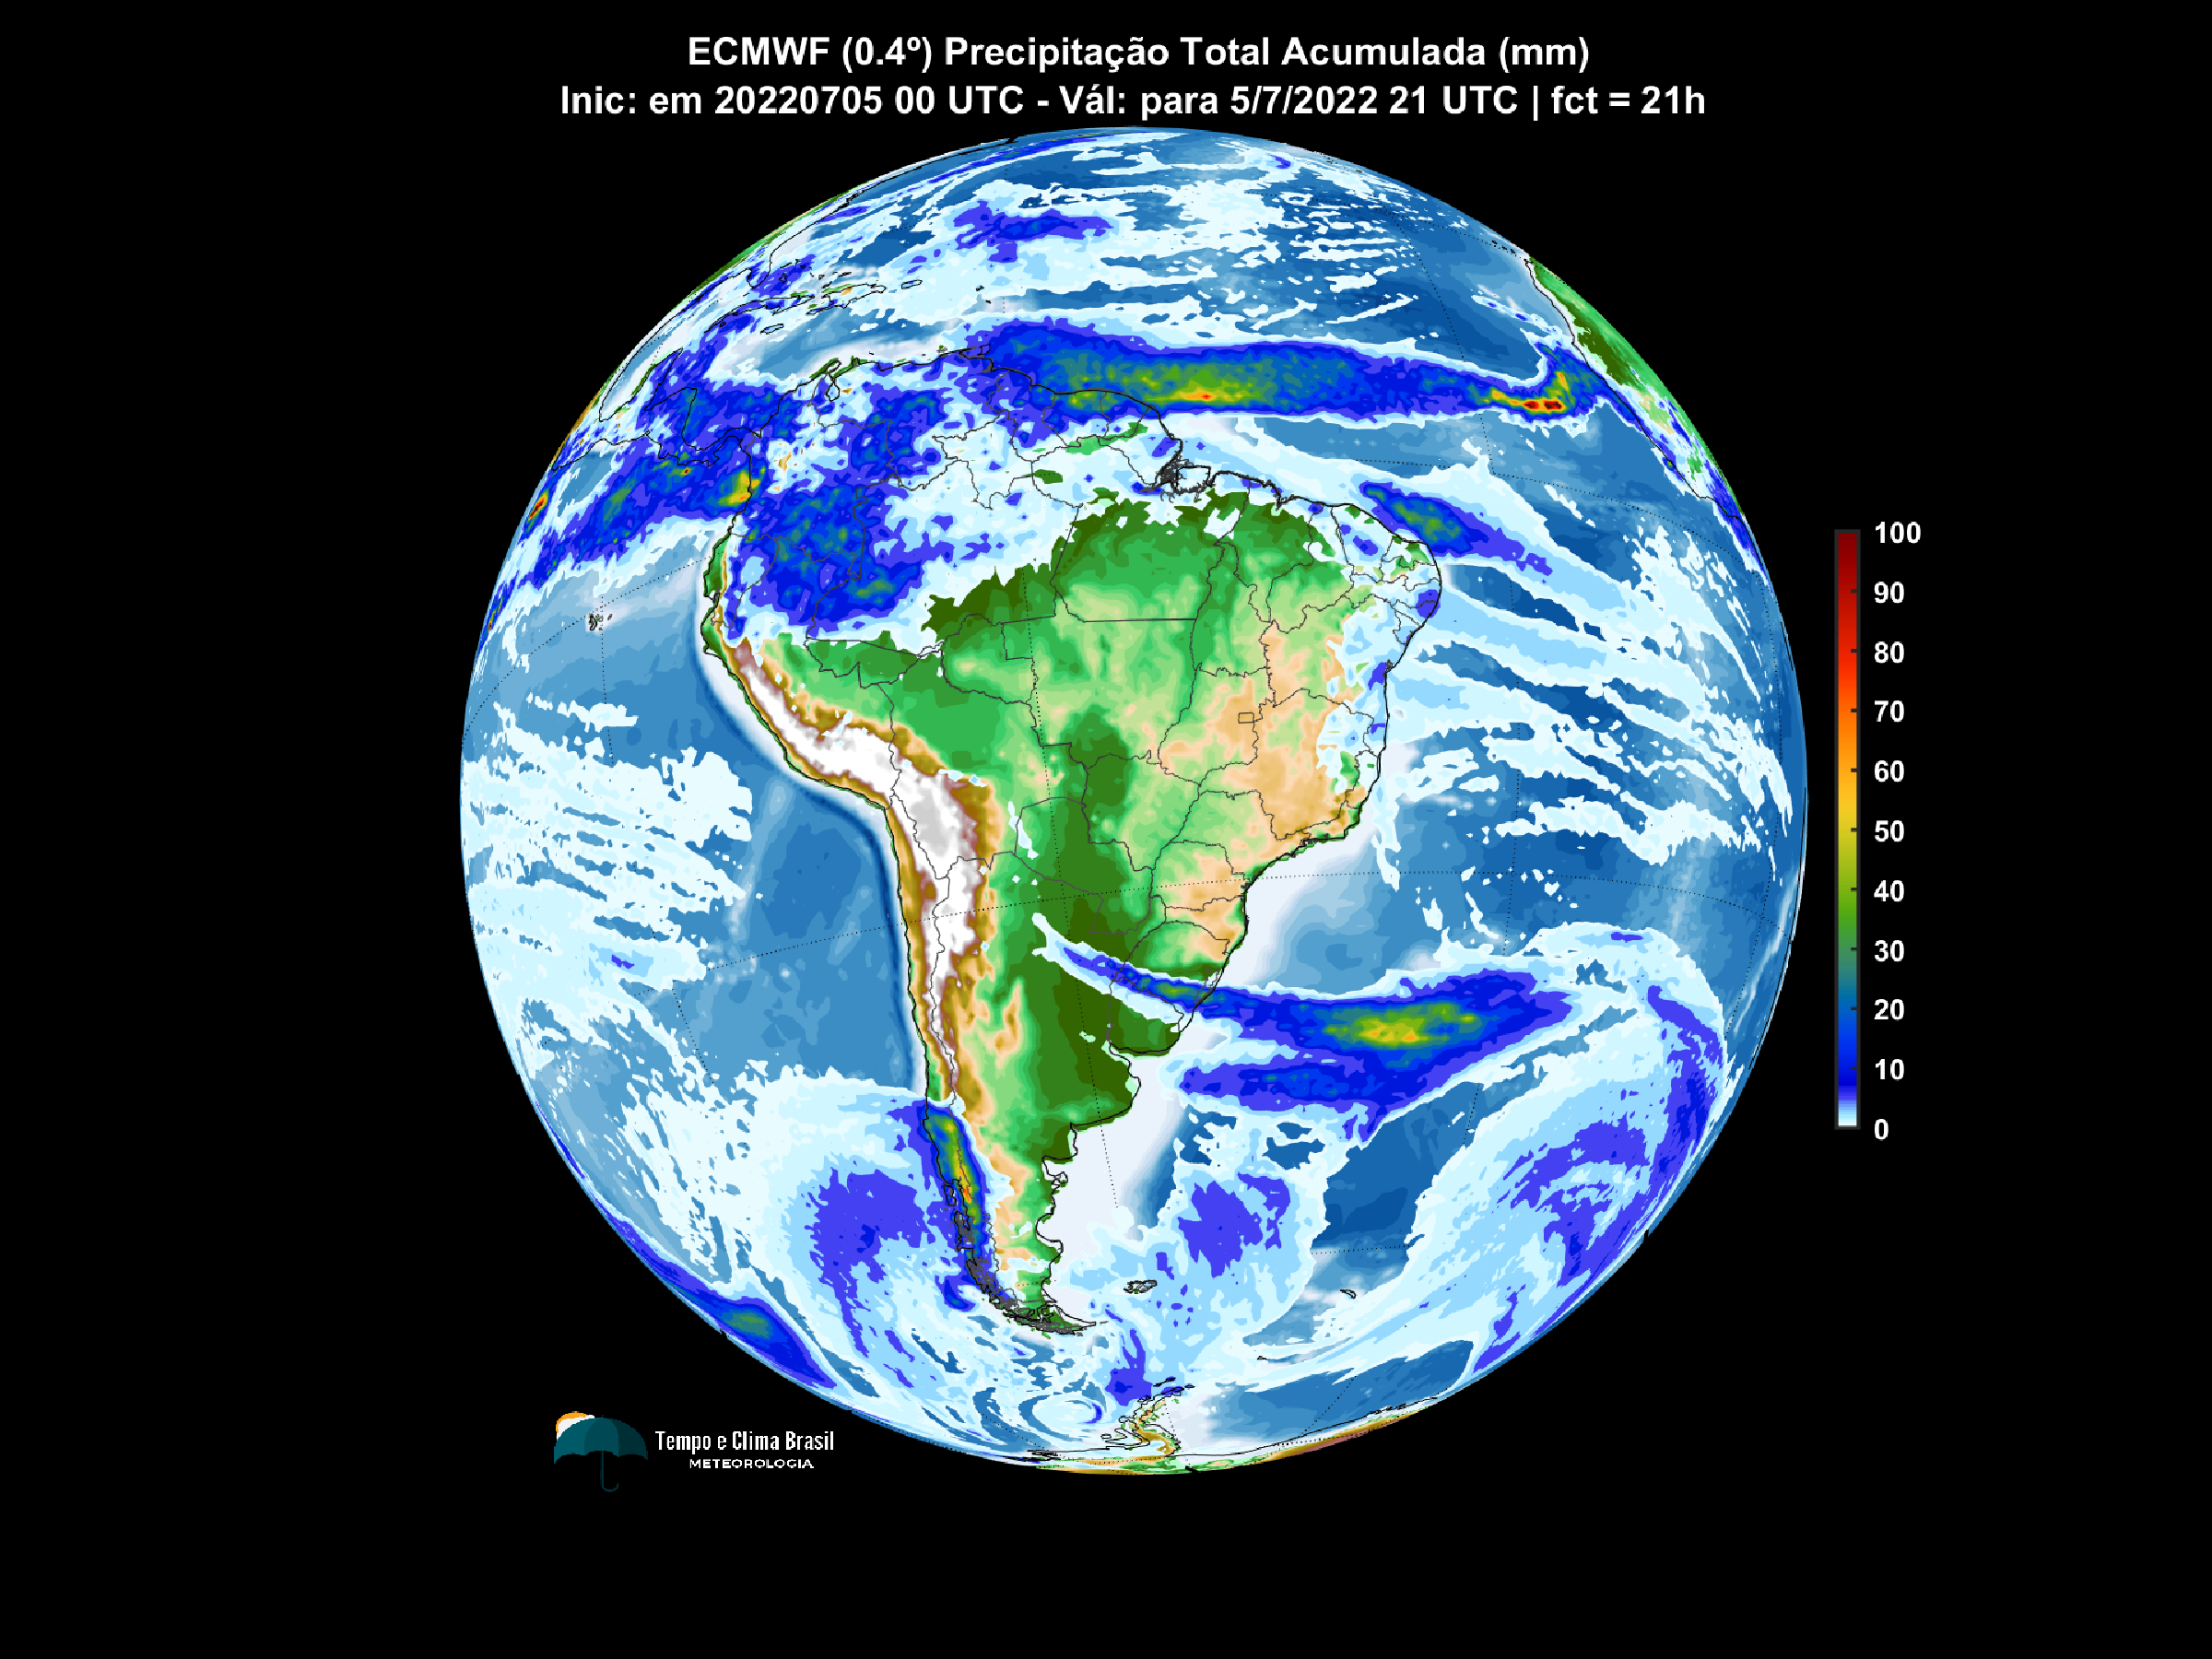 ECMWF (0.4º) Precipitação Total Acumulada (mm)
Inic: em 20220705 00 UTC - Vál: para 5/7/2022 21 UTC | fct = 21h
100
90
80
70
60
50
40
30
20
10
0
Tempo e Clima Brasil
METEOROLOGIA